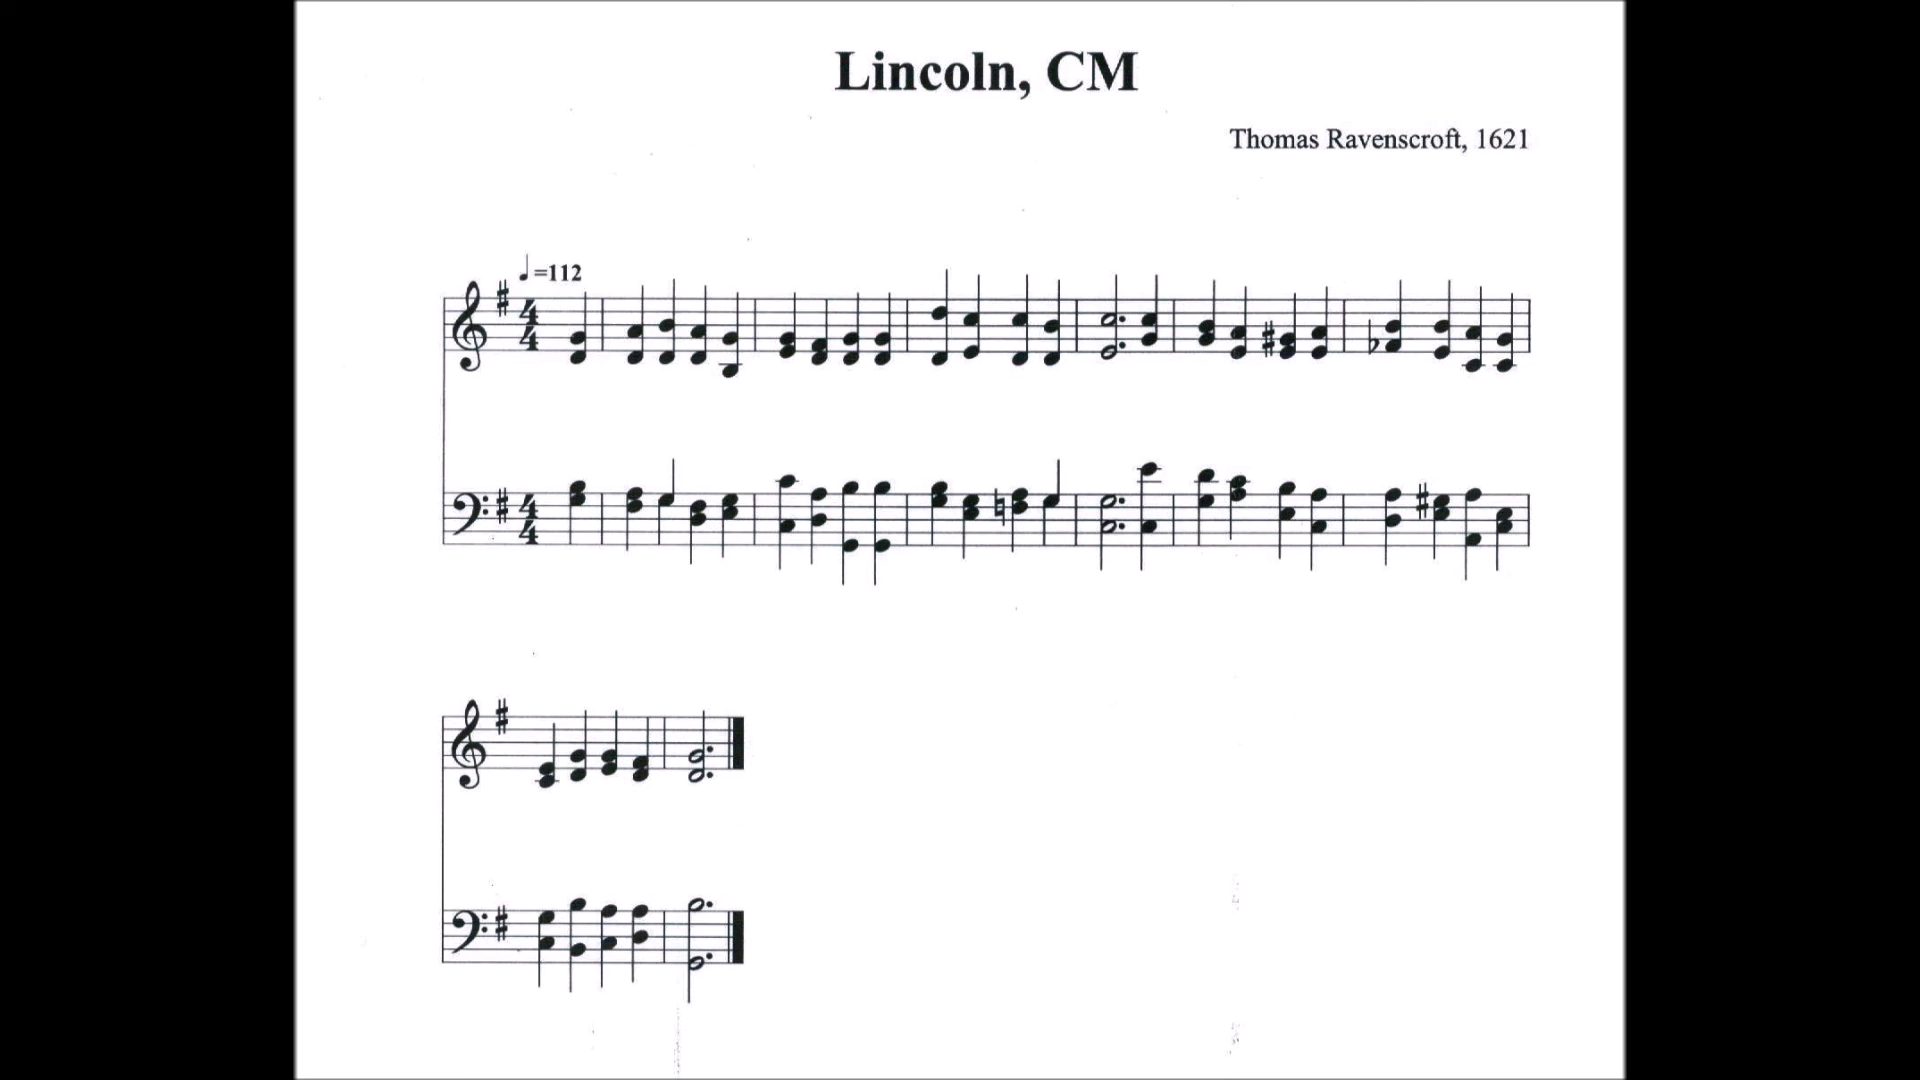 Lincoln, CM
Thomas Ravenscroft, 1621
♩=112